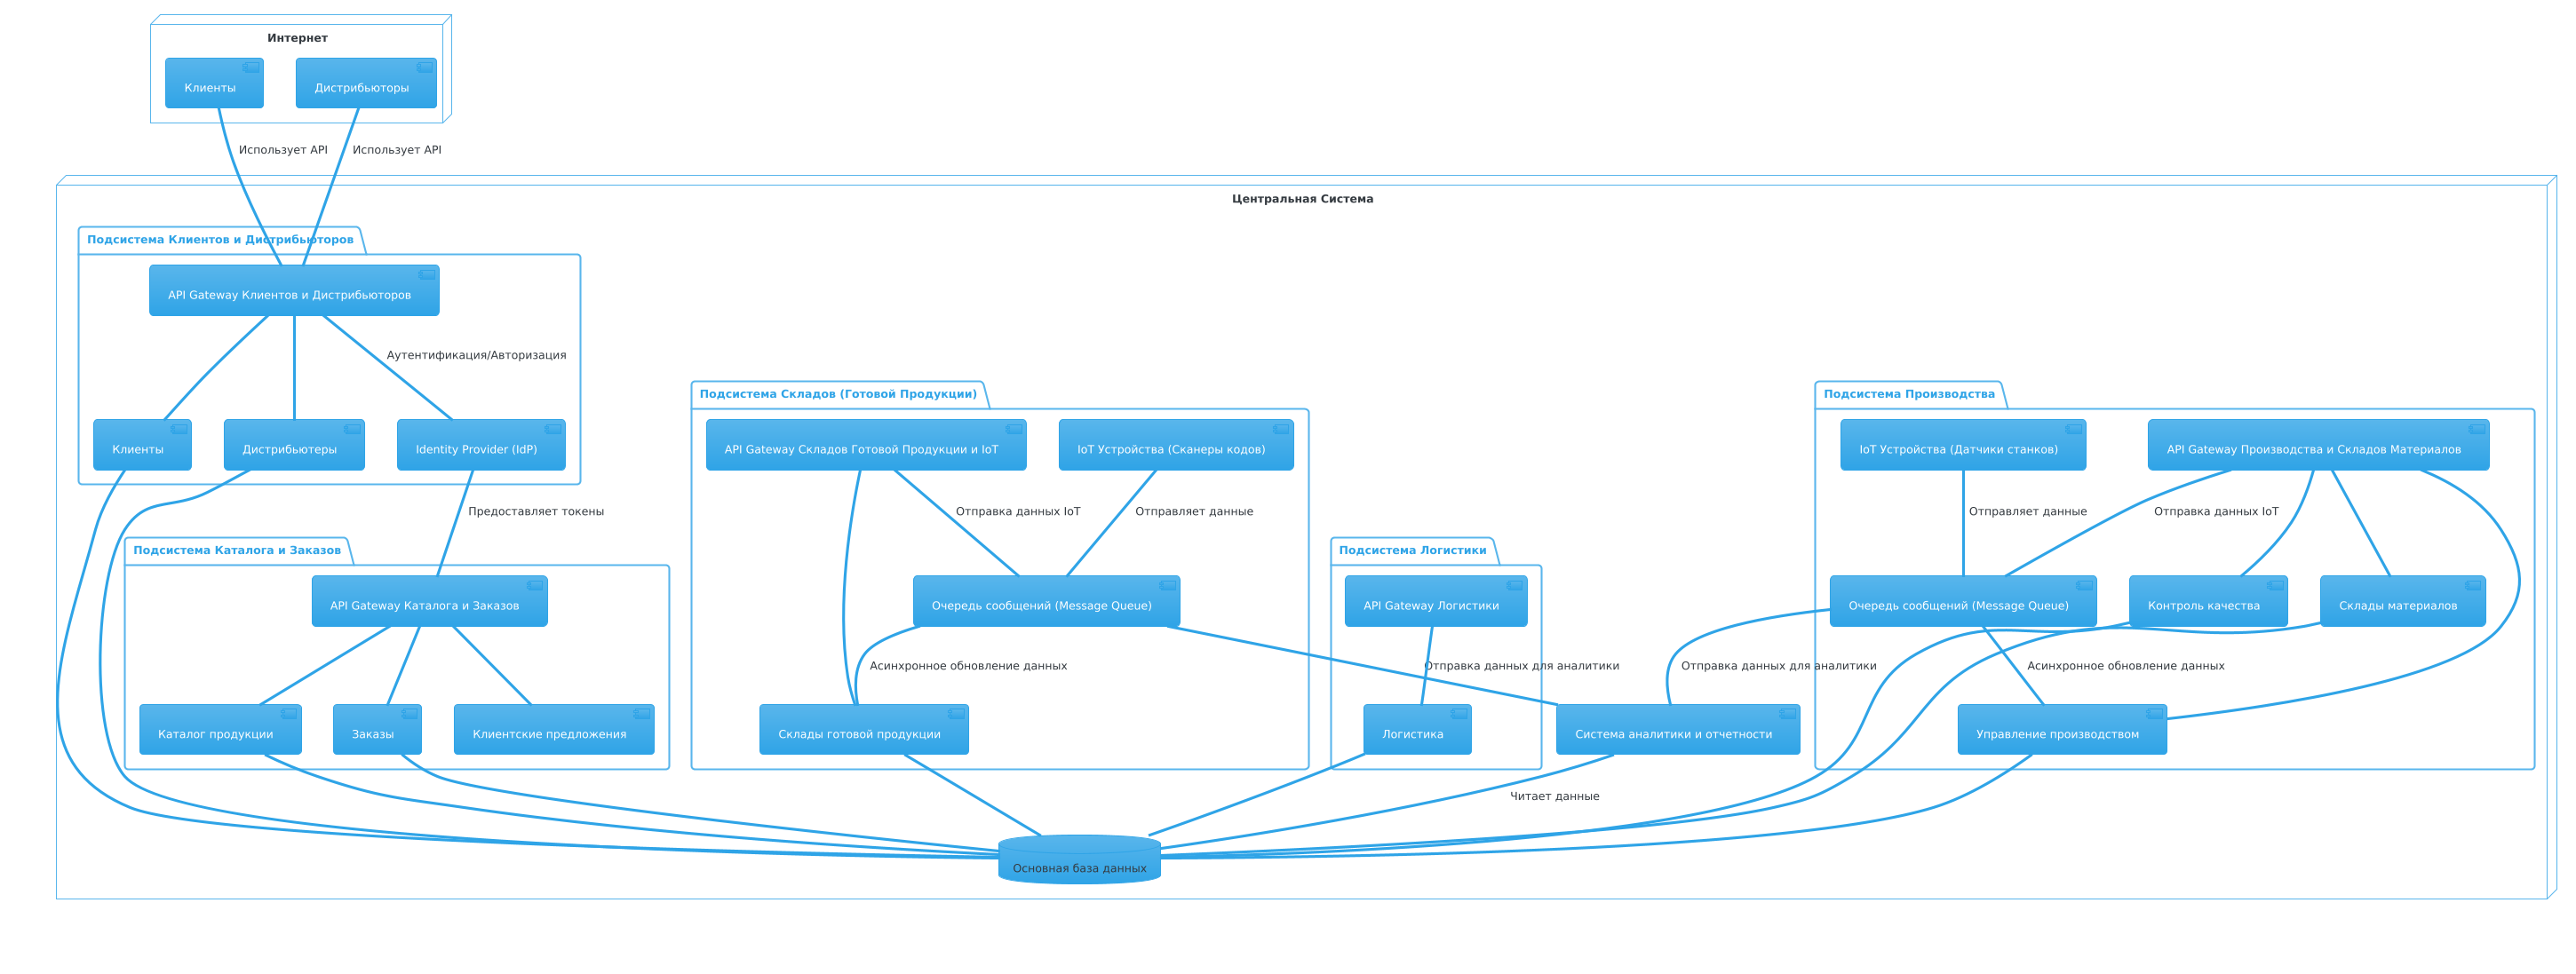 Интернет
Клиенты
Дистрибьюторы
Использует API
Использует API
Центральная Система
Подсистема Клиентов и Дистрибьюторов
API Gateway Клиентов и Дистрибьюторов
Аутентификация/Авторизация
Клиенты
Дистрибьютеры
Identity Provider (IdP)
Предоставляет токены
Подсистема Каталога и Заказов
API Gateway Каталога и Заказов
Каталог продукции
Заказы
Клиентские предложения
Подсистема Складов (Готовой Продукции)
API Gateway Складов Готовой Продукции и IoT
IoT Устройства (Сканеры кодов)
Отправка данных IoT
Отправляет данные
Очередь сообщений (Message Queue)
Асинхронное обновление данных
Склады готовой продукции
Подсистема Логистики
API Gateway Логистики
Отправка данных для аналитики
Логистика
Отправка данных для аналитики
Система аналитики и отчетности
Подсистема Производства
IoT Устройства (Датчики станков)
API Gateway Производства и Складов Материалов
Отправляет данные
Отправка данных IoT
Очередь сообщений (Message Queue)
Контроль качества
Склады материалов
Асинхронное обновление данных
Управление производством
Читает данные
Основная база данных